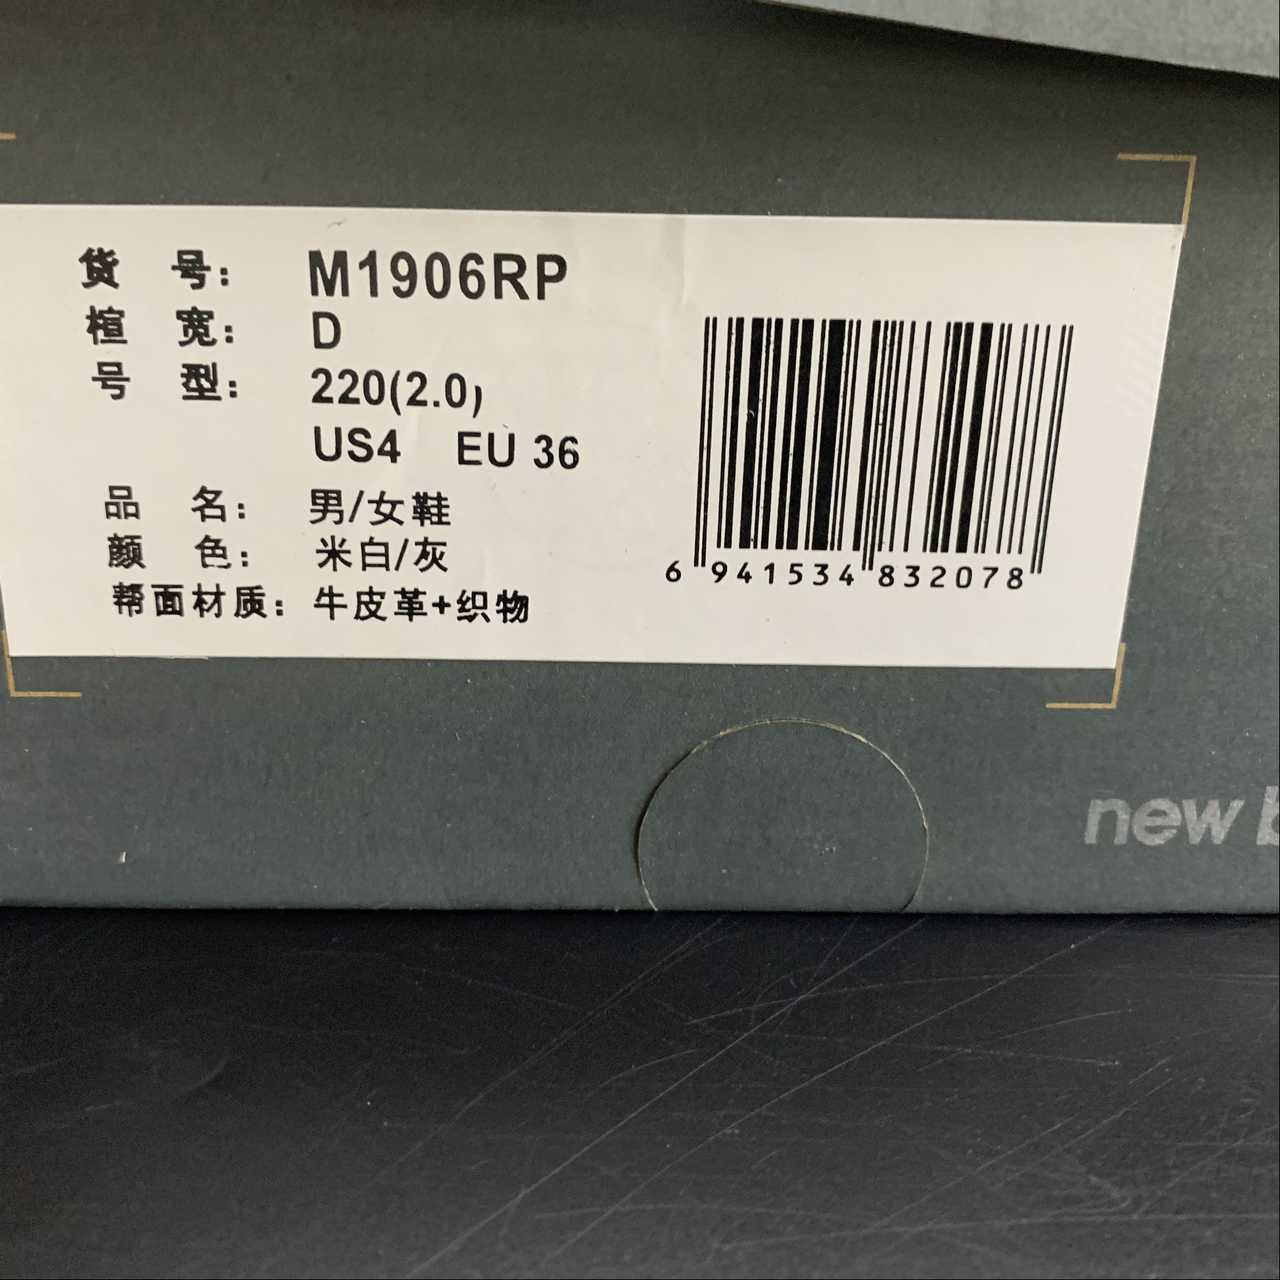 货 号: M1906RP
楦 宽: D
号 型: 220(2.0)
US4 EU 36
品 名: 男/女鞋
颜 色: 米白/灰
帮面材质: 牛皮革+织物
6 941534 832078
new b